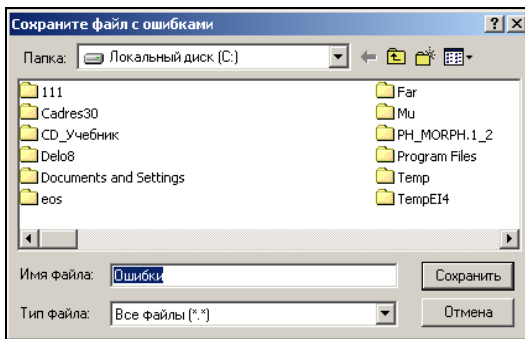 Сохраните файл с ошибками
Папка: Локальный диск (C:)
111
Cadres30
CD_Учебник
Delo8
Documents and Settings
eos
Far
Mu
PH_MORPH.1_2
Program Files
Temp
TempEI4
Имя файла: Ошибки Сохранить
Тип файла: Все файлы (*.*) Отмена